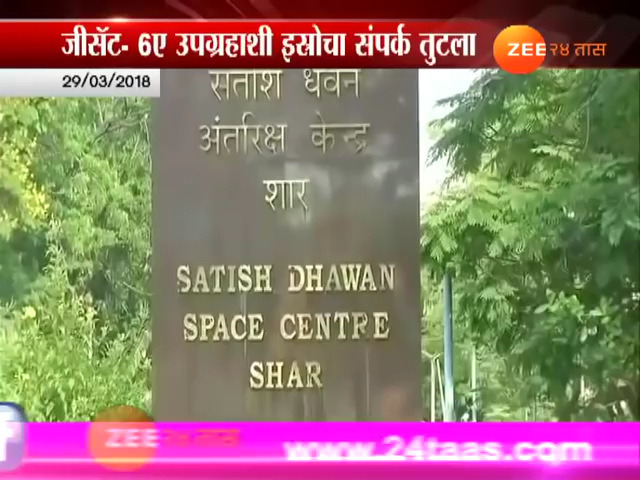 जीसॅट- 6ए उपग्रहाशी इस्रोचा संपर्क तुटला
ZEE २४ तास
29/03/2018
सतीश धवन
अंतरिक्ष केन्द्र
शार
SATISH DHAWAN
SPACE CENTRE
SHAR
ZEE २४ तास
www.24taas.com